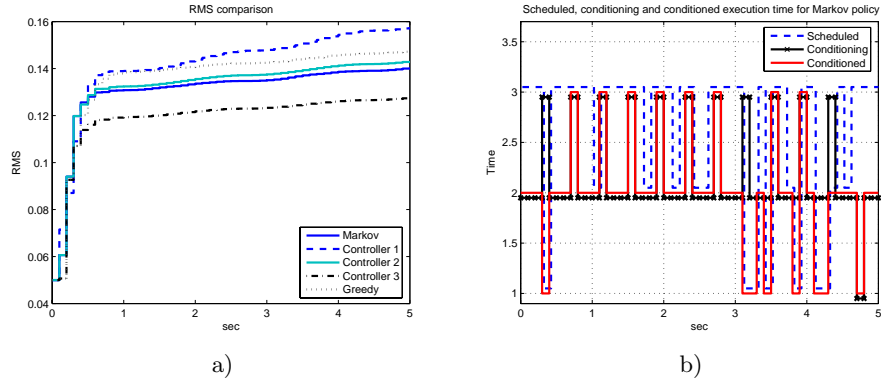 RMS comparison
0.16
0.14
0.12
0.1
0.08
0.06
0.04
RMS
0
1
2
3
4
5
sec
Markov
Controller 1
Controller 2
Controller 3
Greedy
a)
Scheduled, conditioning and conditioned execution time for Markov policy
3.5
3
2.5
2
1.5
1
Time
0
1
2
3
4
5
sec
Scheduled
Conditioning
Conditioned
b)